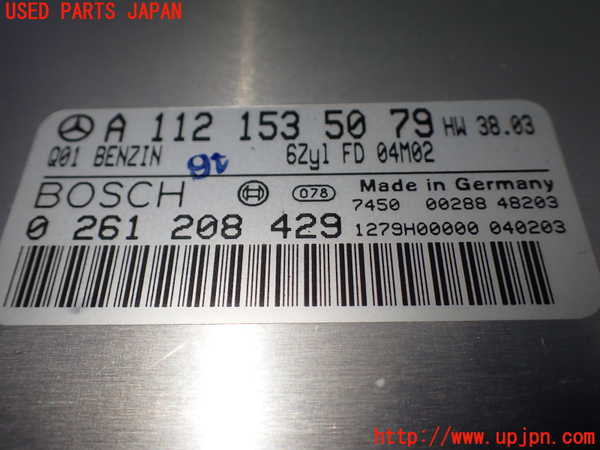 USED PARTS JAPAN
A 112 153 50 79 HW 38.03
Q01 BENZIN 6Zyl FD 04M02
16
BOSCH 078 Made in Germany
7450 00288 48203
0 261 208 429 1279H00000 040203
http://www.upjpn.com/